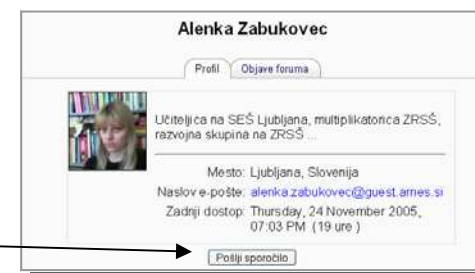 Alenka Zabukovec
Profil Objave foruma
Učiteljica na SEŠ Ljubljana, multiplikatorica ZRSŠ,
razvojna skupina na ZRSŠ ...
Mesto: Ljubljana, Slovenija
Naslov e-pošte: alenka.zabukovec@guest.arnes.si
Zadnji dostop: Thursday, 24 November 2005,
07:03 PM (19 ure )
Pošlji sporočilo